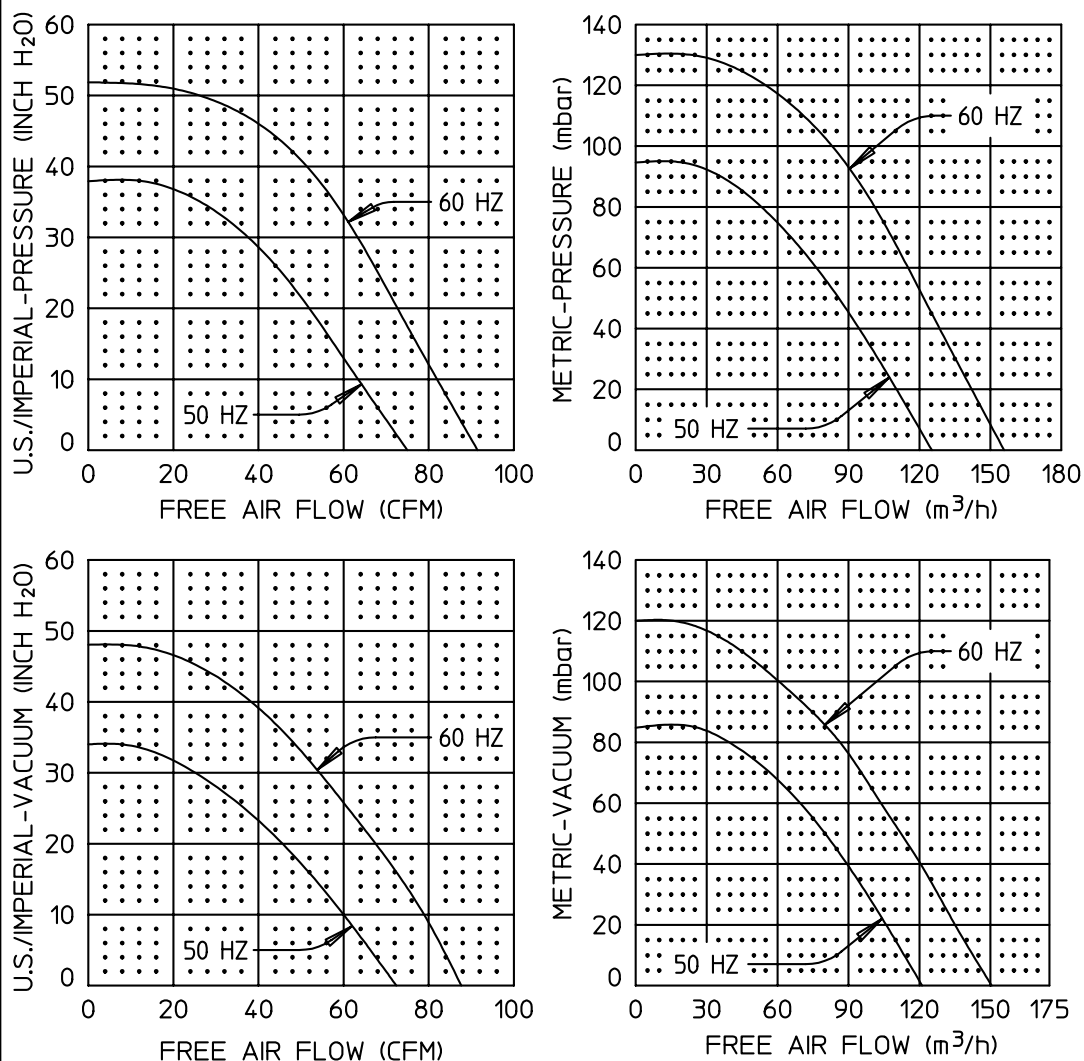 U.S./IMPERIAL-PRESSURE (INCH H₂O)
60
50
40
30
20
10
0
60 HZ
50 HZ
0 20 40 60 80 100
FREE AIR FLOW (CFM)
METRIC-PRESSURE (mbar)
140
120
100
80
60
40
20
0
60 HZ
50 HZ
0 30 60 90 120 150 180
FREE AIR FLOW (m³/h)
U.S./IMPERIAL-VACUUM (INCH H₂O)
60
50
40
30
20
10
0
60 HZ
50 HZ
0 20 40 60 80 100
FREE AIR FLOW (CFM)
METRIC-VACUUM (mbar)
140
120
100
80
60
40
20
0
60 HZ
50 HZ
0 30 60 90 120 150 175
FREE AIR FLOW (m³/h)